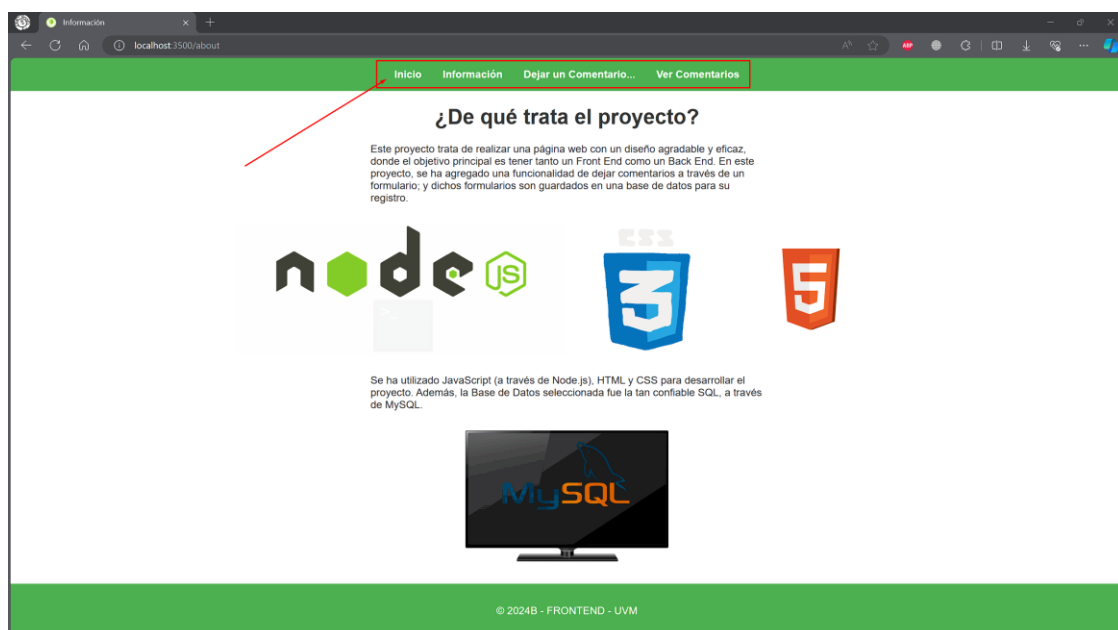 Información
localhost:3500/about
Inicio Información Dejar un Comentario... Ver Comentarios
¿De qué trata el proyecto?
Este proyecto trata de realizar una página web con un diseño agradable y eficaz,
donde el objetivo principal es tener tanto un Front End como un Back End. En este
proyecto, se ha agregado una funcionalidad de dejar comentarios a través de un
formulario; y dichos formularios son guardados en una base de datos para su
registro.
node JS
CSS
3
5
Se ha utilizado JavaScript (a través de Node.js), HTML y CSS para desarrollar el
proyecto. Además, la Base de Datos seleccionada fue la tan confiable SQL, a través
de MySQL.
MySQL
© 2024B - FRONTEND - UVM